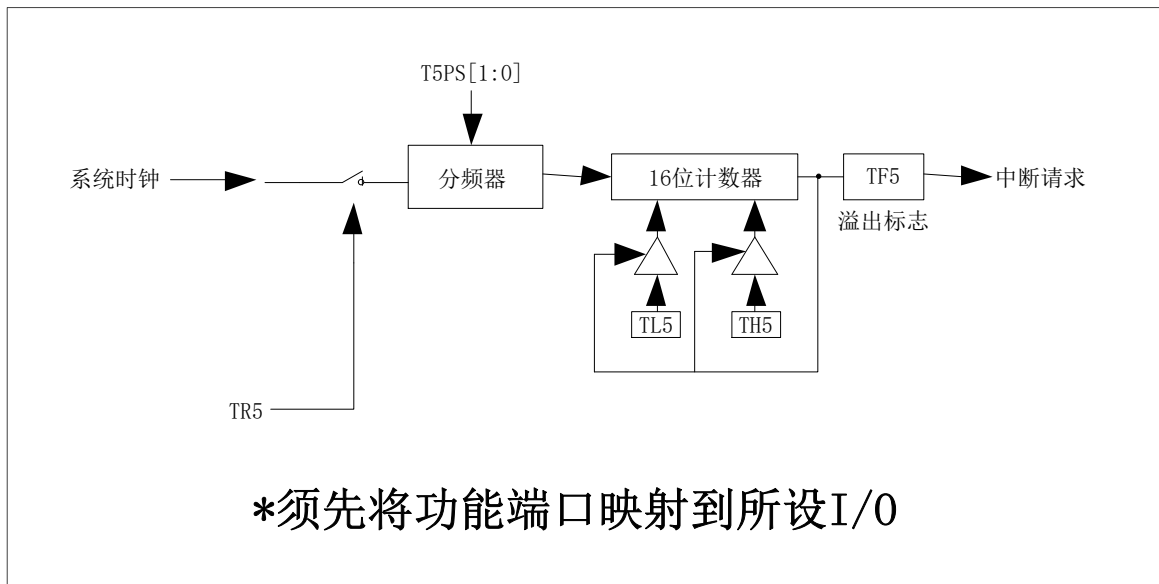 T5PS[1:0]
系统时钟
分频器
16位计数器
TF5
中断请求
溢出标志
TL5
TH5
TR5
*须先将功能端口映射到所设I/O